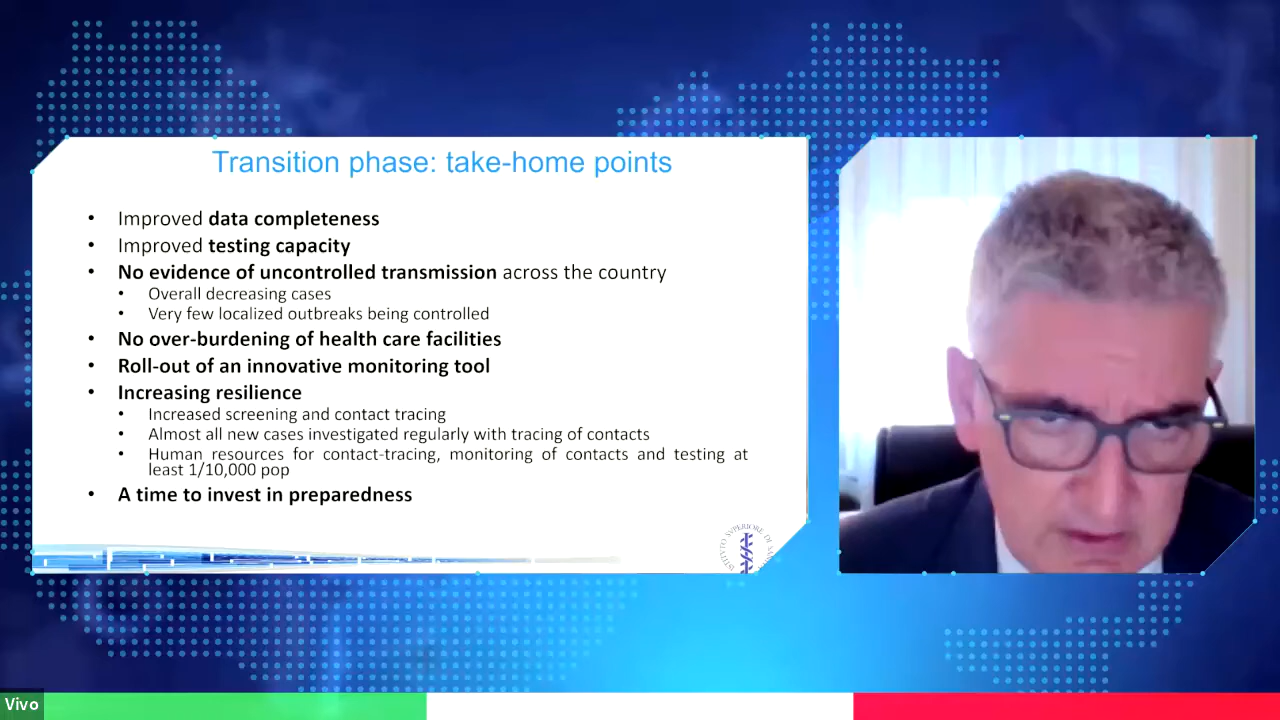 Transition phase: take-home points
• Improved data completeness
• Improved testing capacity
• No evidence of uncontrolled transmission across the country
• Overall decreasing cases
• Very few localized outbreaks being controlled
• No over-burdening of health care facilities
• Roll-out of an innovative monitoring tool
• Increasing resilience
• Increased screening and contact tracing
• Almost all new cases investigated regularly with tracing of contacts
• Human resources for contact-tracing, monitoring of contacts and testing at
least 1/10,000 pop
• A time to invest in preparedness
ISTITUTO SUPERIORE DI
Vivo